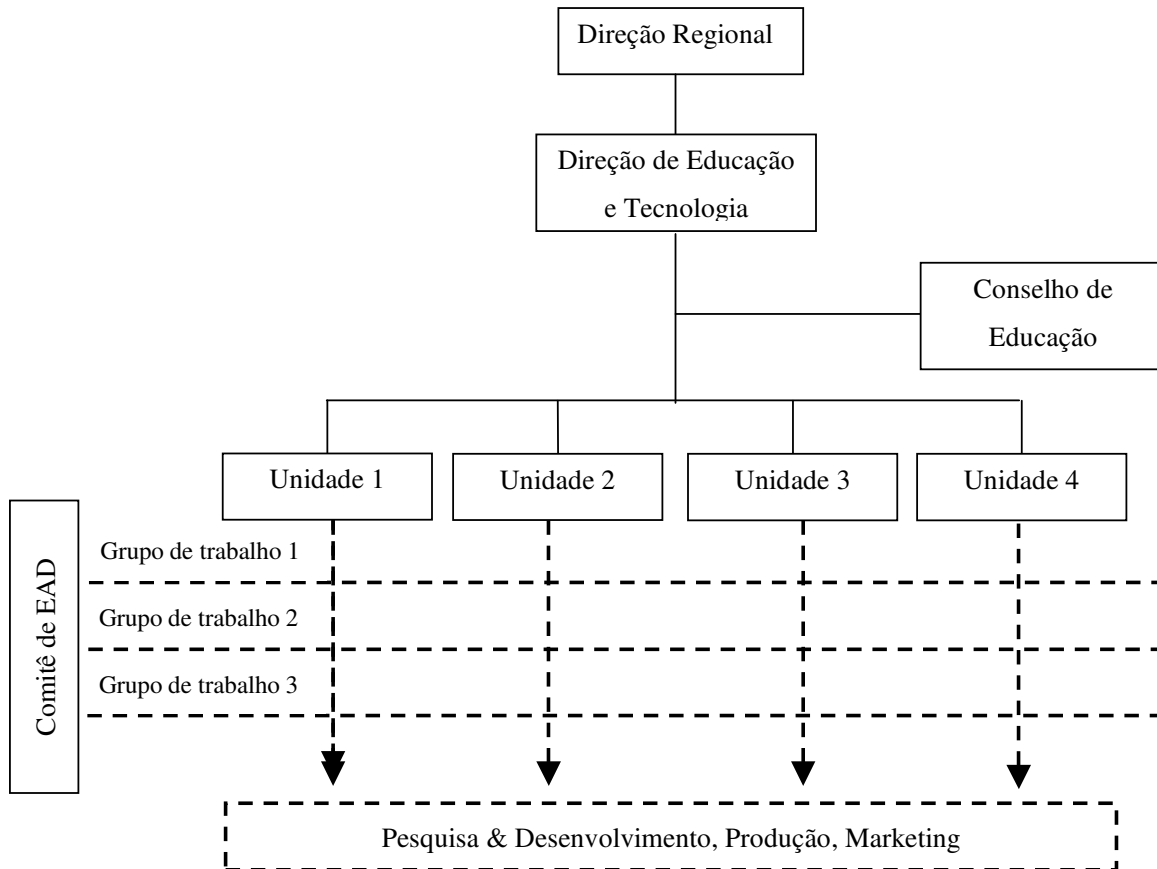 Direção Regional
Direção de Educação
e Tecnologia
Conselho de
Educação
Unidade 1
Unidade 2
Unidade 3
Unidade 4
Comitê de EAD
Grupo de trabalho 1
Grupo de trabalho 2
Grupo de trabalho 3
Pesquisa & Desenvolvimento, Produção, Marketing